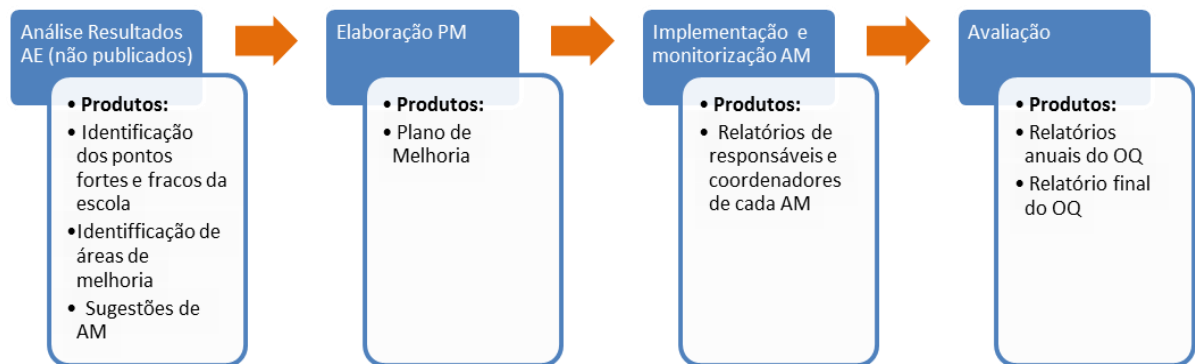 Análise Resultados
AE (não publicados)
• Produtos:
• Identificação
dos pontos
fortes e fracos da
escola
•Identifficação de
áreas de
melhoria
• Sugestões de
AM
Elaboração PM
• Produtos:
• Plano de
Melhoria
Implementação e
monitorização AM
• Produtos:
• Relatórios de
responsáveis e
coordenadores
de cada AM
Avaliação
• Produtos:
• Relatórios
anuais do OQ
• Relatório final
do OQ